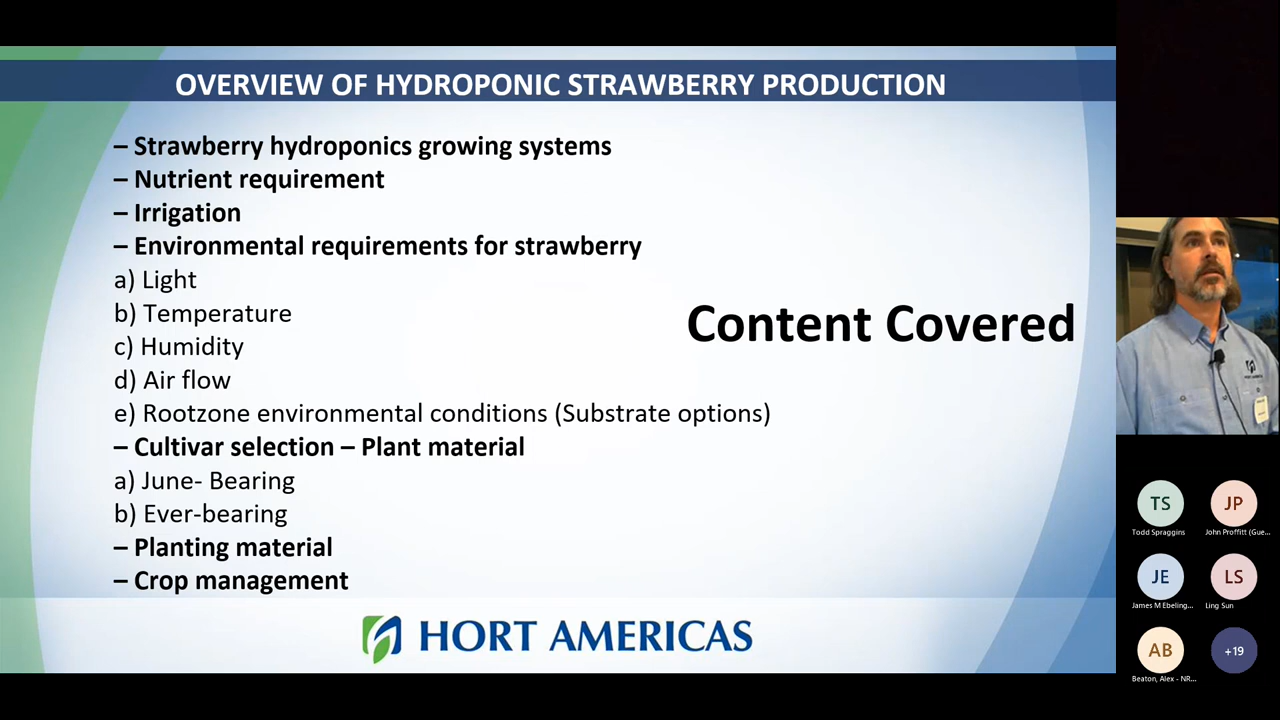 OVERVIEW OF HYDROPONIC STRAWBERRY PRODUCTION
– Strawberry hydroponics growing systems
– Nutrient requirement
– Irrigation
– Environmental requirements for strawberry
a) Light
b) Temperature
c) Humidity
d) Air flow
e) Rootzone environmental conditions (Substrate options)
– Cultivar selection – Plant material
a) June- Bearing
b) Ever-bearing
– Planting material
– Crop management
Content Covered
HORT AMERICAS
TS
Todd Spraggins
JP
John Proffitt (Gue...
JE
James M Ebeling...
LS
Ling Sun
AB
Beaton, Alex - NR...
+19